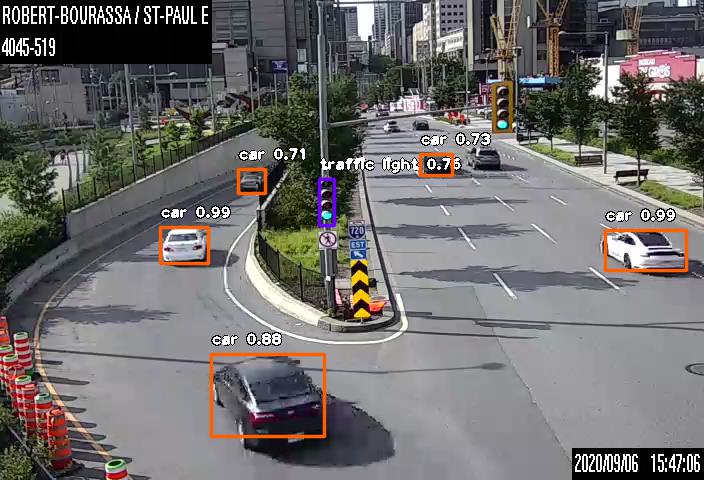 ROBERT-BOURASSA / ST-PAUL E
4045-519
car 0.73
car 0.71
traffic light 0.76
car 0.99
car 0.99
720
EST
car 0.88
2020/09/06 15:47:06